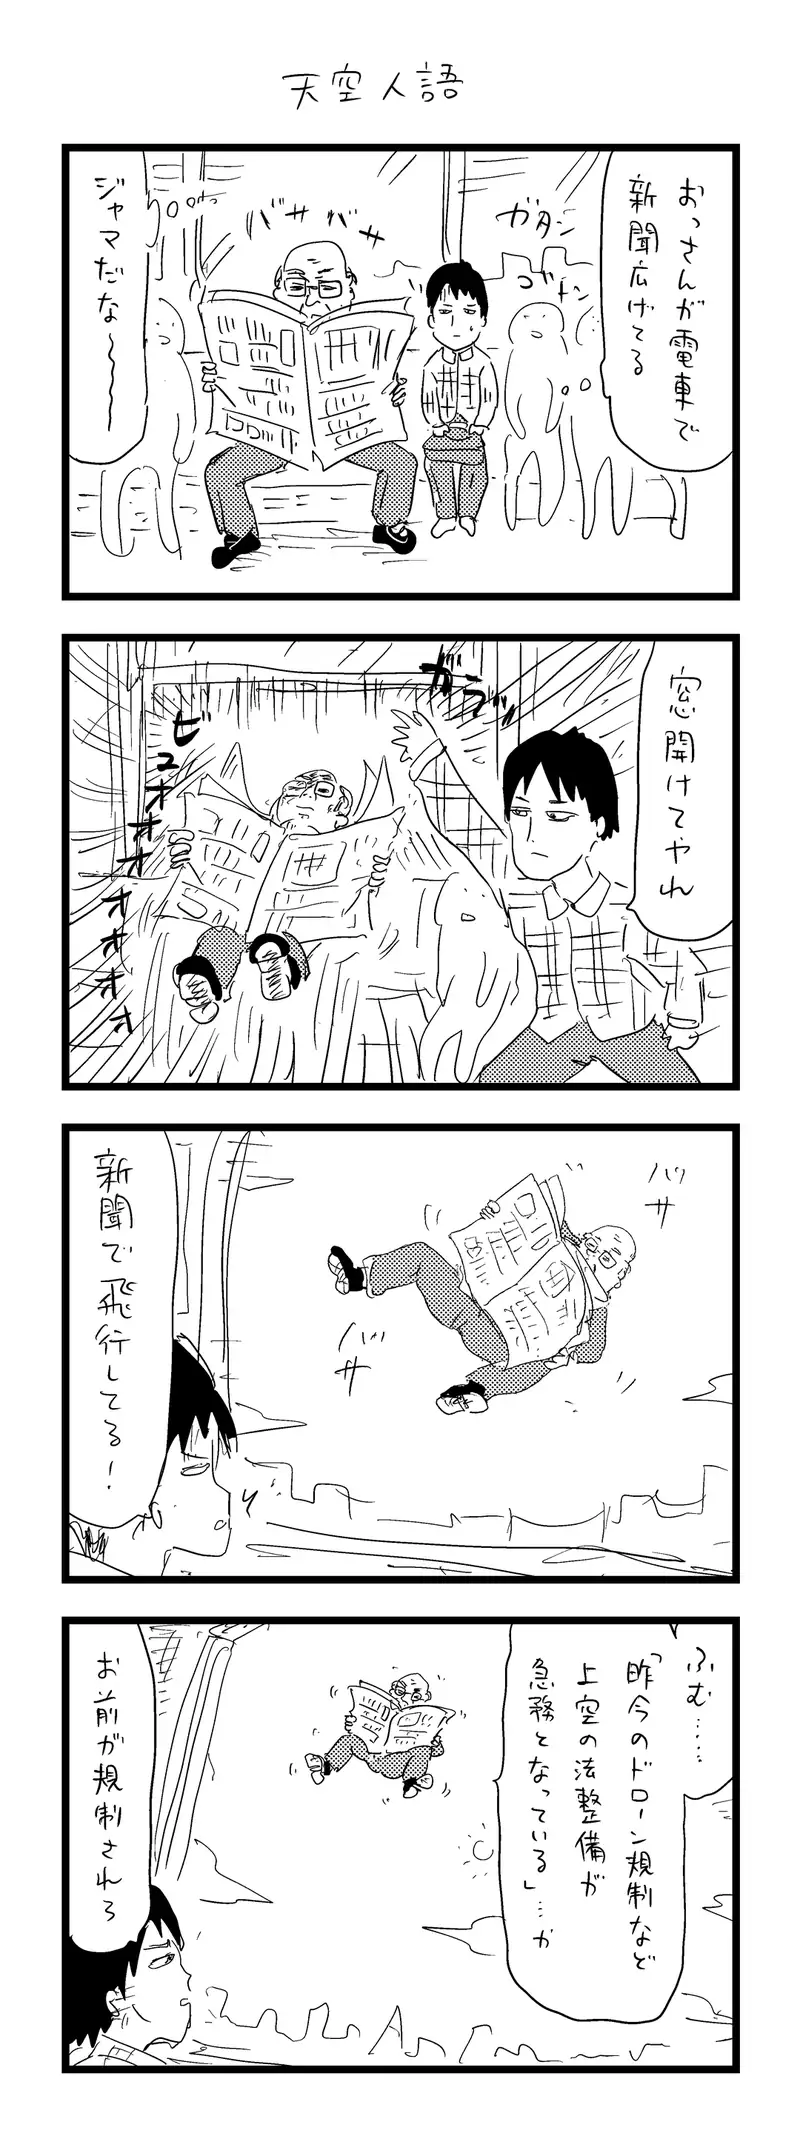 天空人語
おっさんが電車で
新聞広げてる
ガタン
ゴトン
バサバサ
ジャマだな〜〜〜
窓開けてやれ
ガラッ
ビュオオオオオオオオ
バサ
バサ
新聞で飛行してる!
ふむ……
「昨今のドローン規制など
上空の法整備が
急務となっている」…か
お前が規制されろ